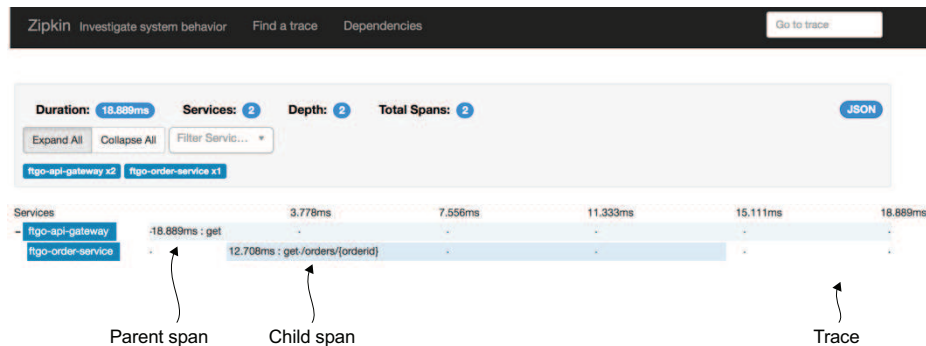 Zipkin Investigate system behavior Find a trace Dependencies Go to trace
Duration: 18.889ms Services: 2 Depth: 2 Total Spans: 2 JSON
Expand All Collapse All Filter Servic...
ftgo-api-gateway x2 ftgo-order-service x1
Services 3.778ms 7.556ms 11.333ms 15.111ms 18.889ms
- ftgo-api-gateway -18.889ms : get
ftgo-order-service 12.708ms : get-/orders/{orderid}
Parent span Child span Trace